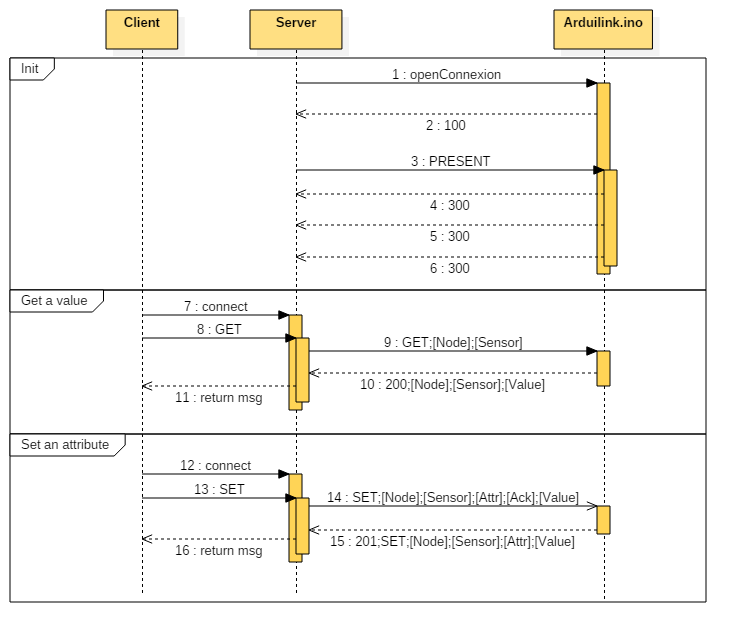 Client
Server
Arduilink.ino
Init
1 : openConnexion
2 : 100
3 : PRESENT
4 : 300
5 : 300
6 : 300
Get a value
7 : connect
8 : GET
9 : GET;[Node];[Sensor]
10 : 200;[Node];[Sensor];[Value]
11 : return msg
Set an attribute
12 : connect
13 : SET
14 : SET;[Node];[Sensor];[Attr];[Ack];[Value]
15 : 201;SET;[Node];[Sensor];[Attr];[Value]
16 : return msg